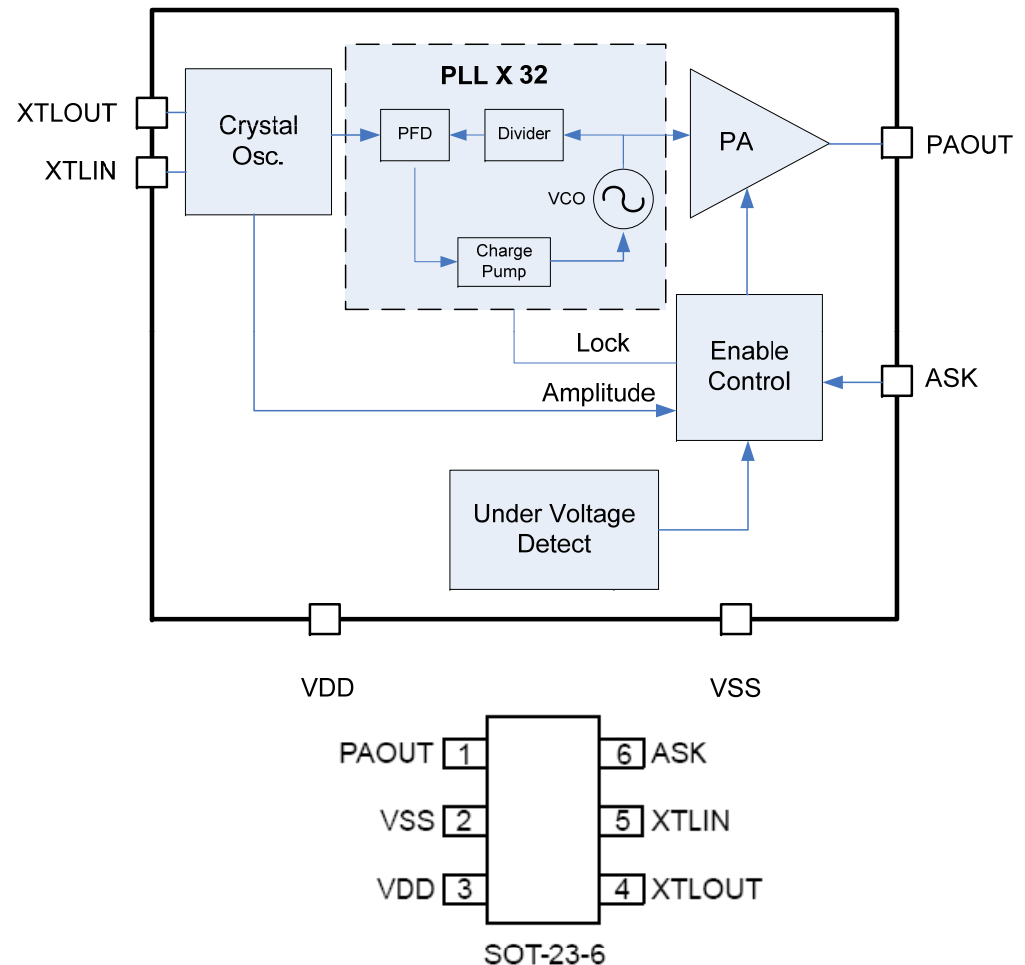 PLL X 32
XTLOUT
XTLIN
Crystal
Osc.
PFD
Divider
VCO
Charge
Pump
PA
PAOUT
Lock
Amplitude
Enable
Control
ASK
Under Voltage
Detect
VDD
VSS
PAOUT 1
6 ASK
VSS 2
5 XTLIN
VDD 3
4 XTLOUT
SOT-23-6